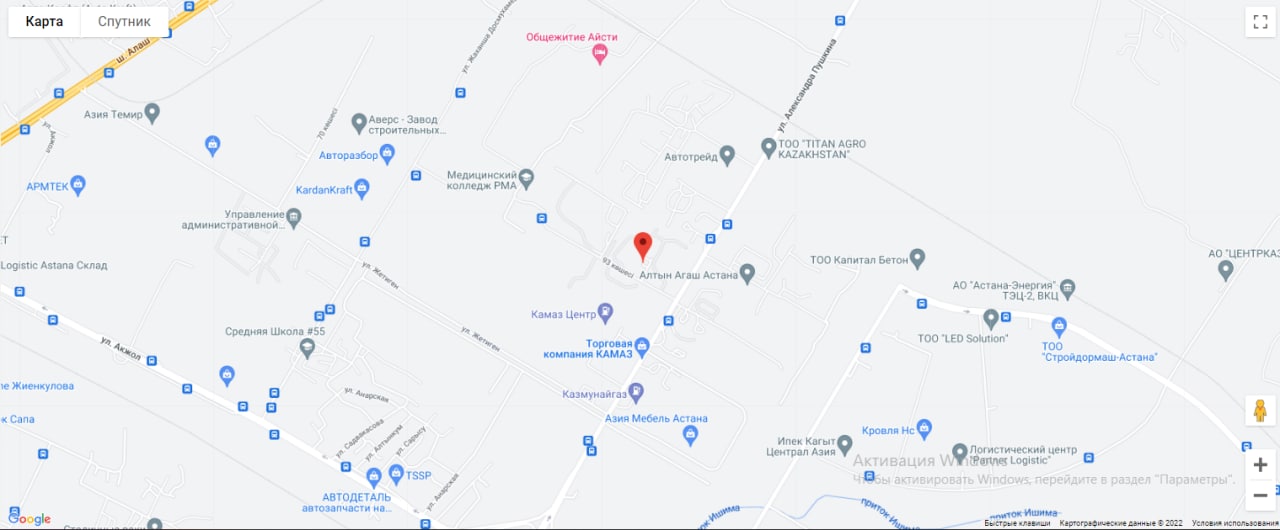 Карта
Спутник
ш. Алаш
ул. Жаханша Досмухамед...
Общежитие Айсти
ул. Александра Пушкина
Азия Темир
70 кешесі
Аверс - Завод
строительных...
Авторазбор
Автотрейд
ТОО "TITAN AGRO
KAZAKHSTAN"
АРМТЕК
KardanKraft
Медицинский
колледж РМА
Управление
административной...
Logistic Astana Склад
ул. Жетиген
93 көшесі
Алтын Агаш Астана
ТОО Капитал Бетон
АО "ЦЕНТРКАЗ
АО "Астана-Энергия"
ТЭЦ-2, ВКЦ
Камаз Центр
Средняя Школа #55
ул. Жетиген
ул. Акжол
Торговая
компания КАМАЗ
ТОО "LED Solution"
ТОО
"Стройдормаш-Астана"
ле Жиенкулова
ул. Анарская
Казмунайгаз
Азия Мебель Астана
к Сапа
ул. Садвакасова
ул. Алтынкум
ул. Сарысу
Ипек Кагыт
Централ Азия
Кровля Нс
Логистический центр
"Partner Logistic"
Активация Windows
Чтобы активировать Windows, перейдите в раздел "Параметры".
TSSP
ул. Анарская
АВТОДЕТАЛЬ
автозапчасти на...
приток Ишима
приток Ишима
Google
Быстрые клавиши
Картографические данные © 2022
Условия использования